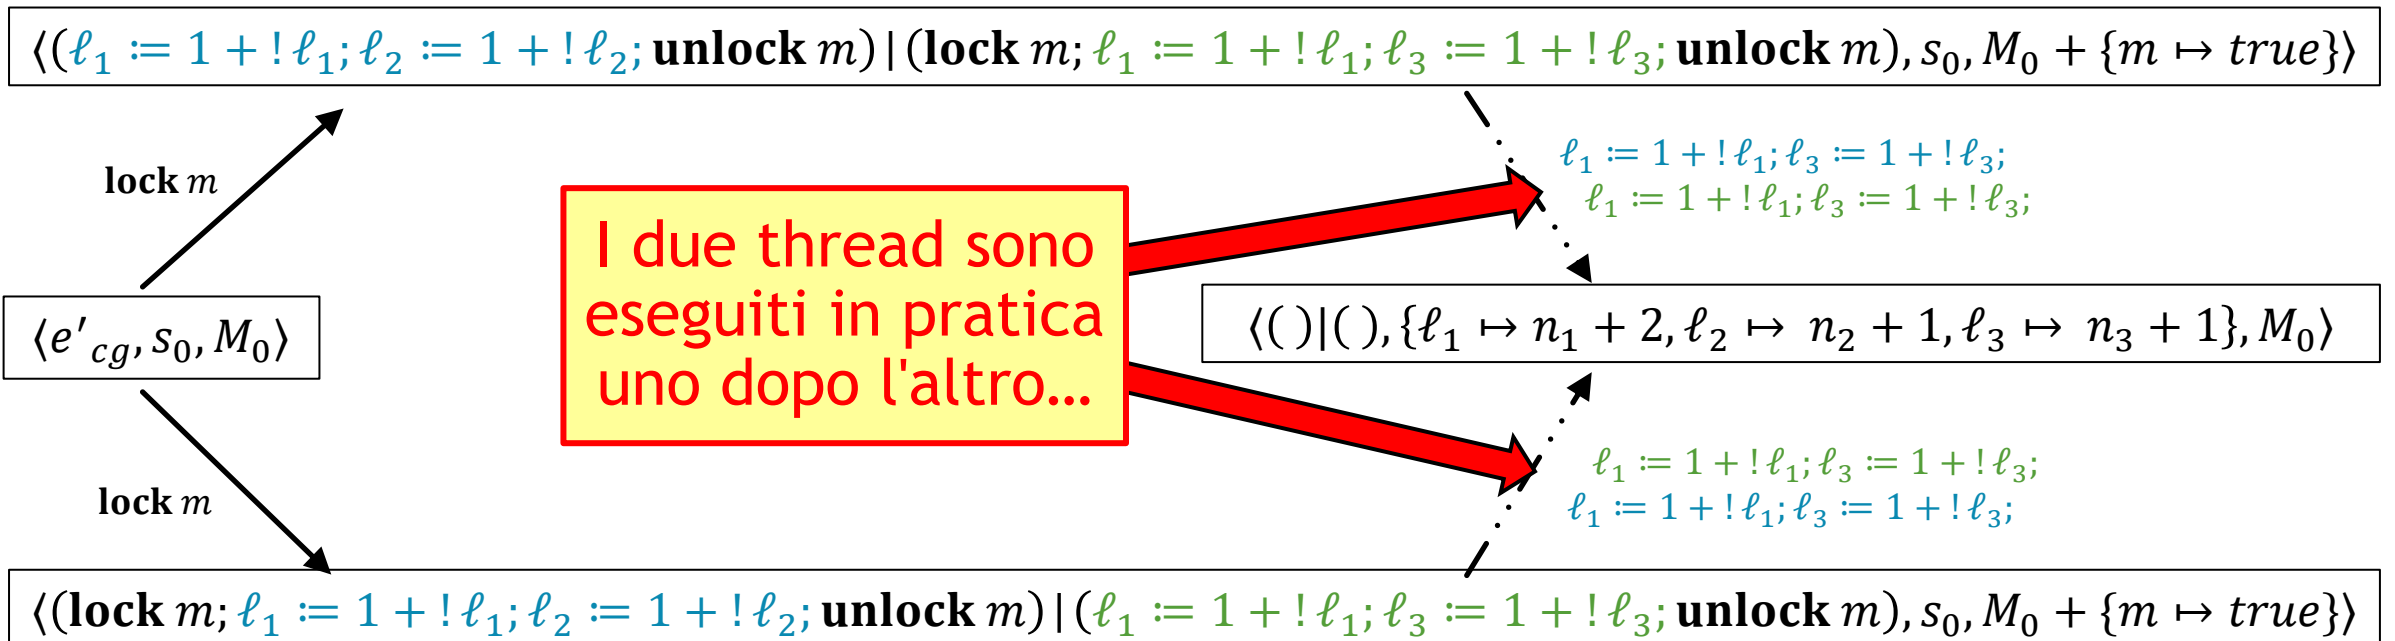 ⟨(ℓ₁ ≔ 1 + ! ℓ₁; ℓ₂ ≔ 1 + ! ℓ₂; unlock m) | (lock m; ℓ₁ ≔ 1 + ! ℓ₁; ℓ₃ ≔ 1 + ! ℓ₃; unlock m), s₀, M₀ + {m ↦ true}⟩
ℓ₁ ≔ 1 + ! ℓ₁; ℓ₃ ≔ 1 + ! ℓ₃;
lock m
ℓ₁ ≔ 1 + ! ℓ₁; ℓ₃ ≔ 1 + ! ℓ₃;
I due thread sono
eseguiti in pratica
uno dopo l'altro...
⟨e′_cg, s₀, M₀⟩
⟨( )|( ), {ℓ₁ ↦ n₁ + 2, ℓ₂ ↦ n₂ + 1, ℓ₃ ↦ n₃ + 1}, M₀⟩
ℓ₁ ≔ 1 + ! ℓ₁; ℓ₃ ≔ 1 + ! ℓ₃;
lock m
ℓ₁ ≔ 1 + ! ℓ₁; ℓ₃ ≔ 1 + ! ℓ₃;
⟨(lock m; ℓ₁ ≔ 1 + ! ℓ₁; ℓ₂ ≔ 1 + ! ℓ₂; unlock m) | (ℓ₁ ≔ 1 + ! ℓ₁; ℓ₃ ≔ 1 + ! ℓ₃; unlock m), s₀, M₀ + {m ↦ true}⟩